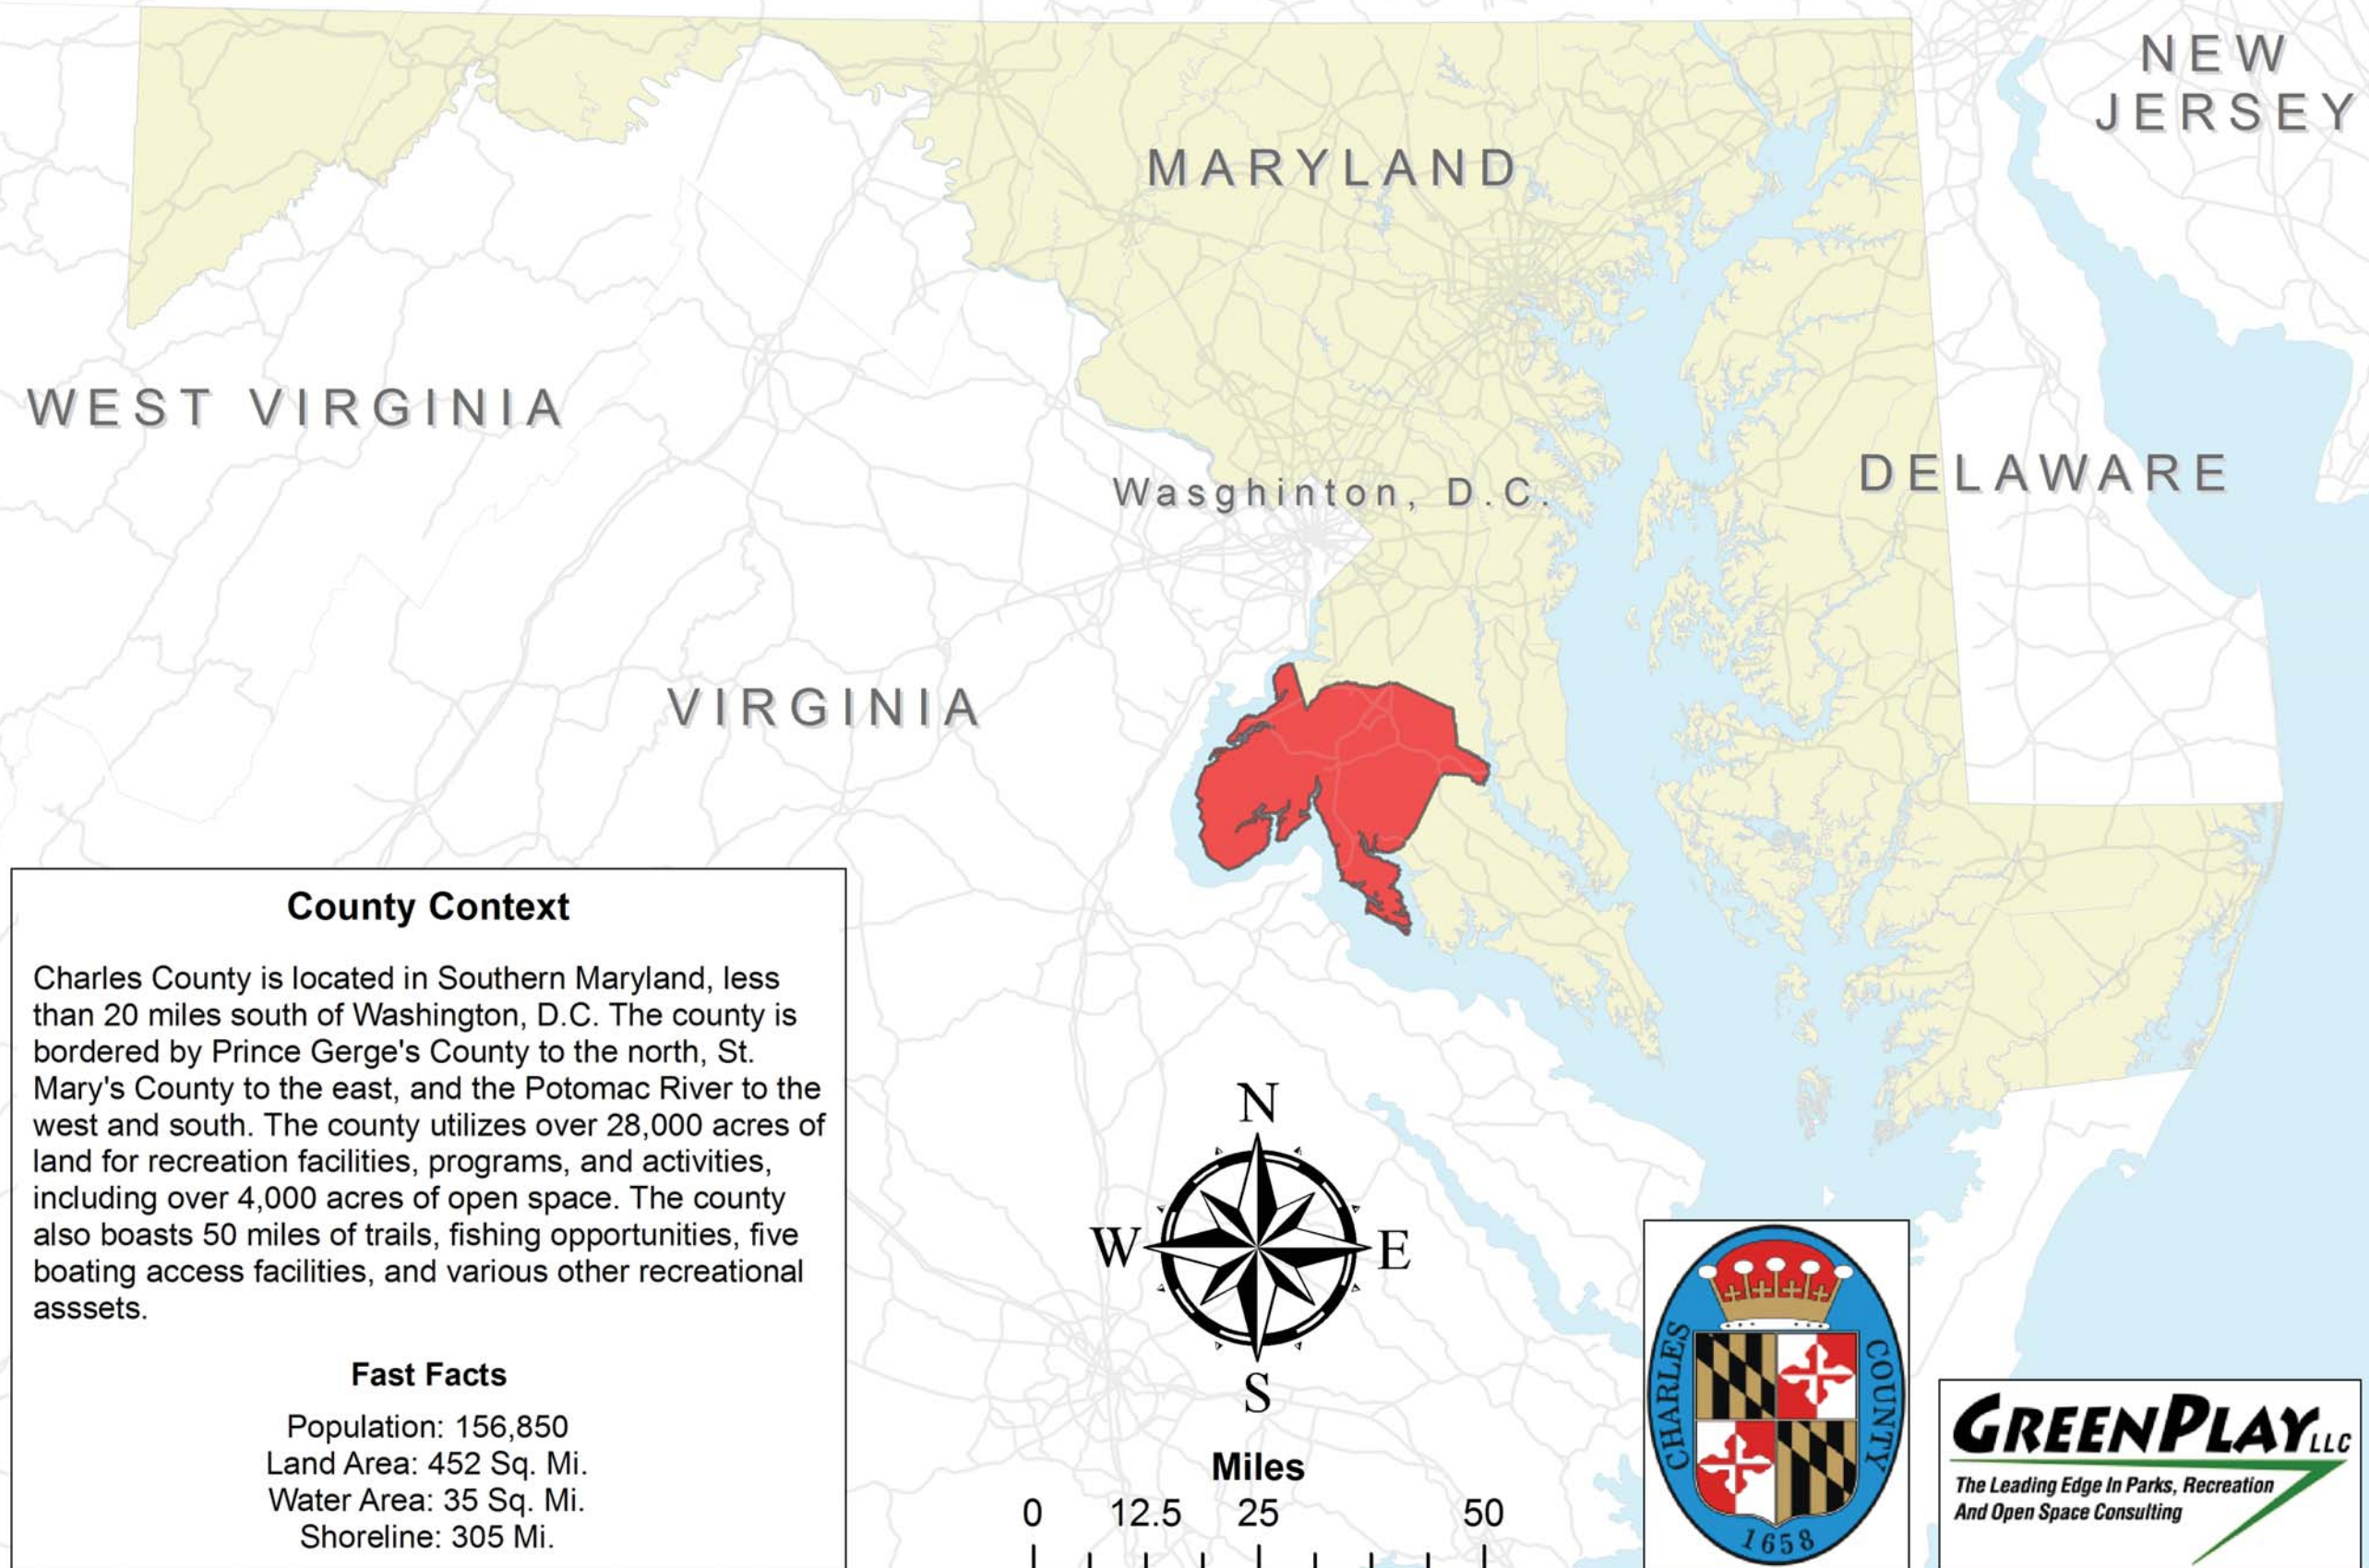 NEW
JERSEY
MARYLAND
WEST VIRGINIA
DELAWARE
Wasghinton, D.C.
VIRGINIA
County Context
Charles County is located in Southern Maryland, less
than 20 miles south of Washington, D.C. The county is
bordered by Prince Gerge's County to the north, St.
Mary's County to the east, and the Potomac River to the
west and south. The county utilizes over 28,000 acres of
land for recreation facilities, programs, and activities,
including over 4,000 acres of open space. The county
also boasts 50 miles of trails, fishing opportunities, five
boating access facilities, and various other recreational
asssets.
Fast Facts
Population: 156,850
Land Area: 452 Sq. Mi.
Water Area: 35 Sq. Mi.
Shoreline: 305 Mi.
N
W E
S
Miles
0 12.5 25 50
CHARLES COUNTY
1658
GREENPLAY LLC
The Leading Edge In Parks, Recreation
And Open Space Consulting